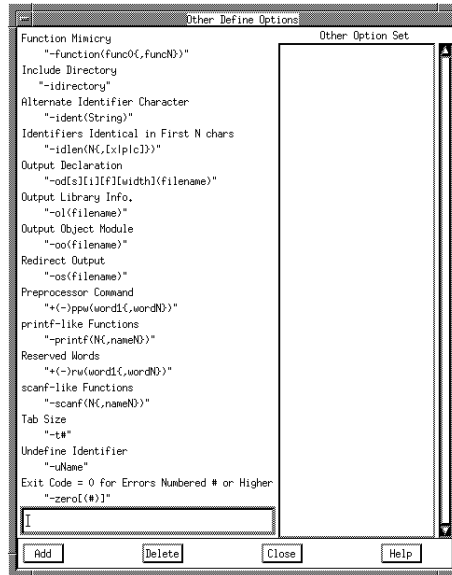 Other Define Options
Other Option Set
Function Mimicry
"-function(func0{,funcN})"
Include Directory
"-idirectory"
Alternate Identifier Character
"-ident(String)"
Identifiers Identical in First N chars
"-idlen(N{,[x|p|c]})"
Output Declaration
"-od[s][i][f][width](filename)"
Output Library Info.
"-ol(filename)"
Output Object Module
"-oo(filename)"
Redirect Output
"-os(filename)"
Preprocessor Command
"+(-)ppw(word1{,wordN})"
printf-like Functions
"-printf(N{,nameN})"
Reserved Words
"+(-)rw(word1{,wordN})"
scanf-like Functions
"-scanf(N{,nameN})"
Tab Size
"-t#"
Undefine Identifier
"-uName"
Exit Code = 0 for Errors Numbered # or Higher
"-zero[(#)]"
Add Delete Close Help